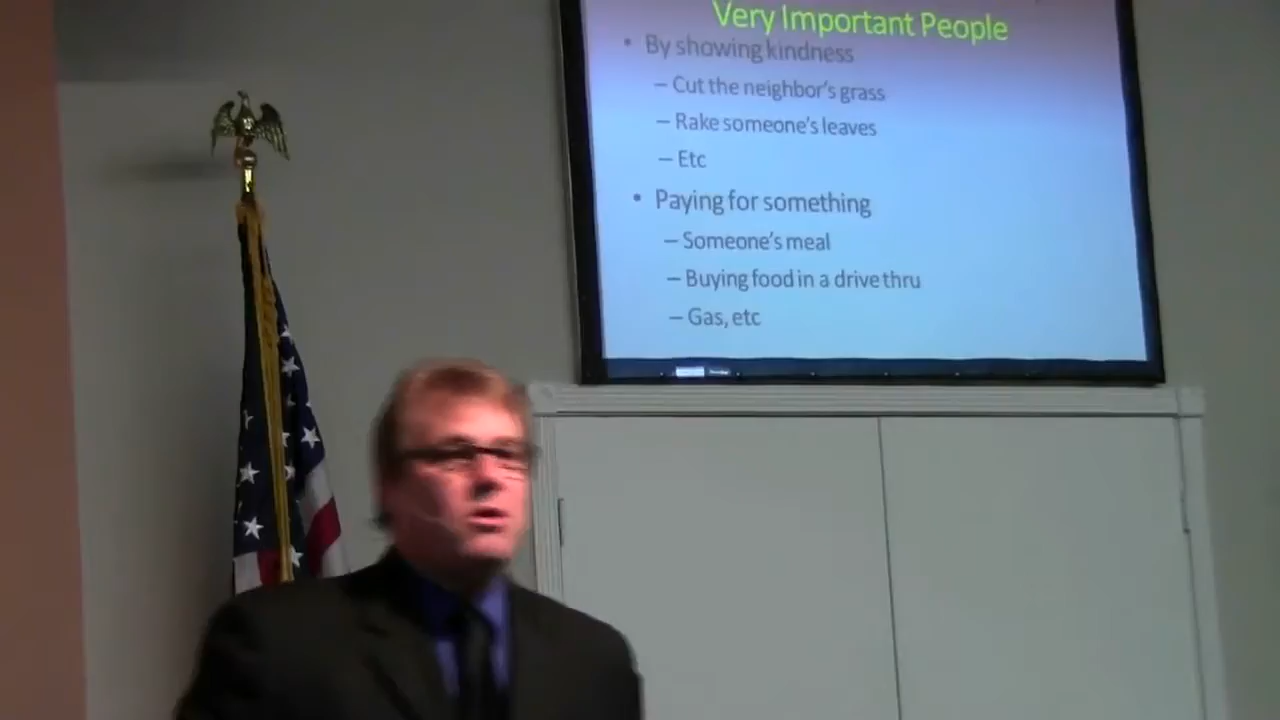 Very Important People
• By showing kindness
– Cut the neighbor's grass
– Rake someone's leaves
– Etc
• Paying for something
– Someone's meal
– Buying food in a drive thru
– Gas, etc